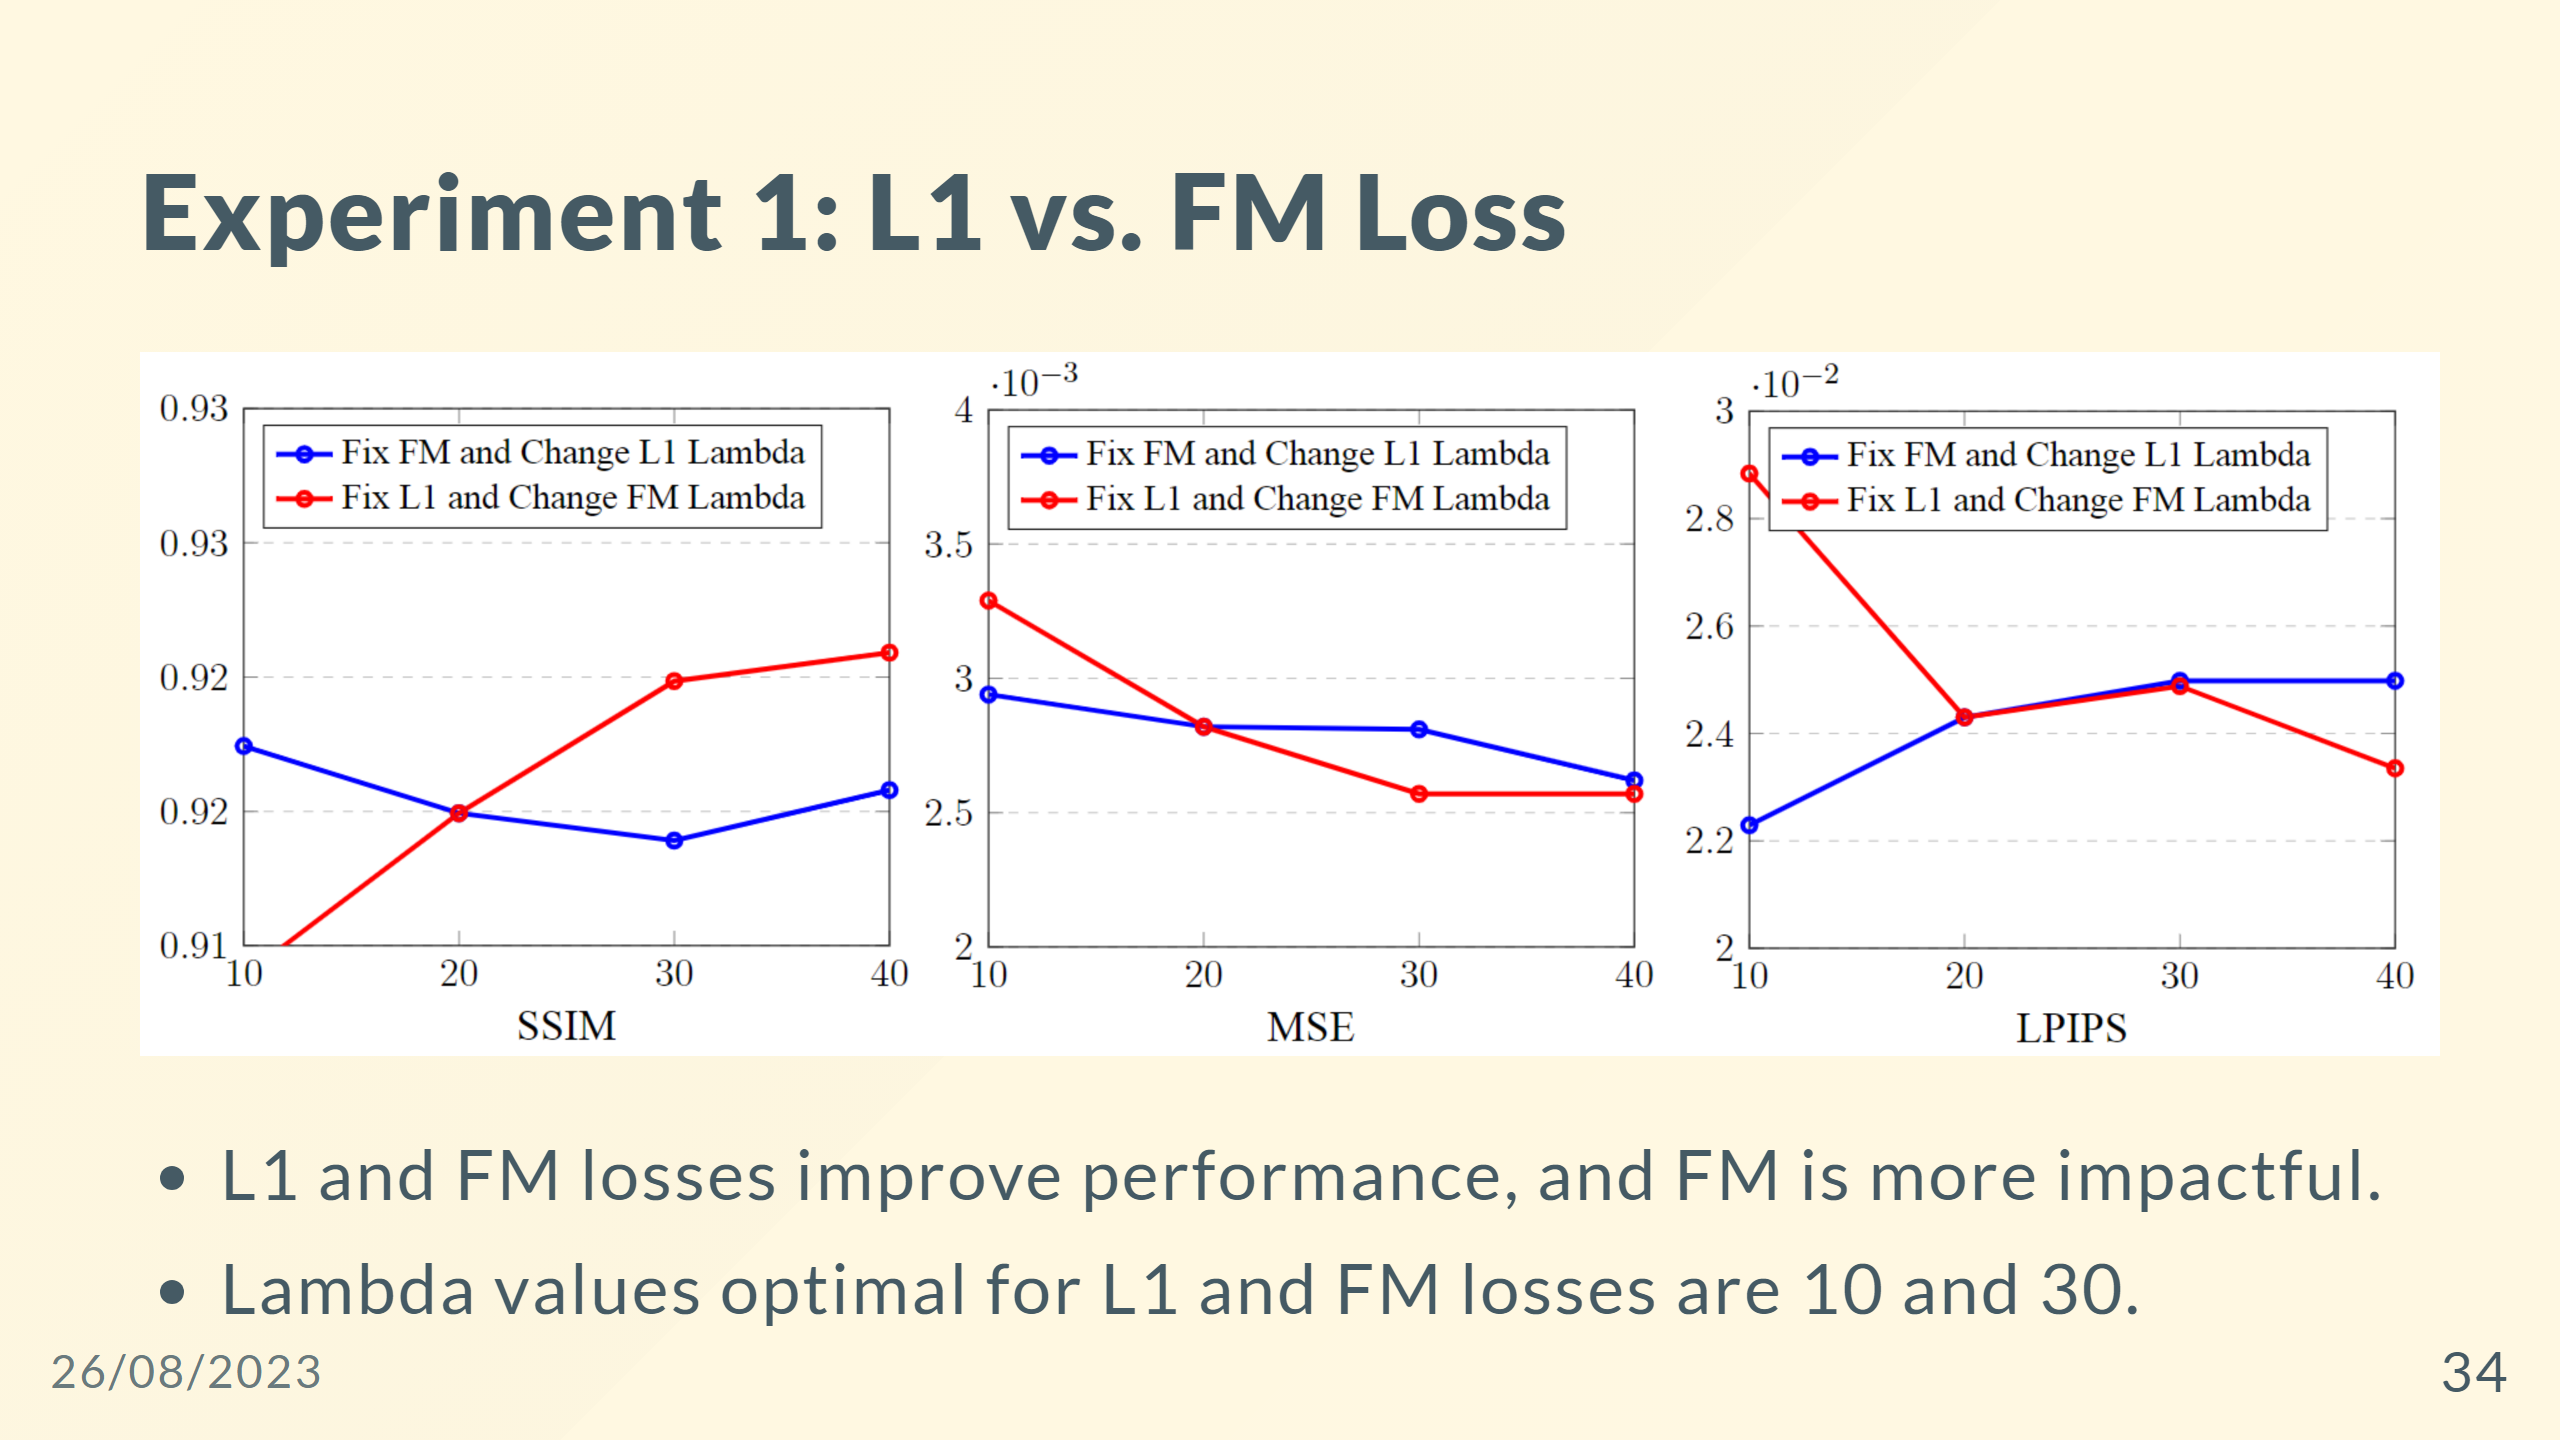 Experiment 1: L1 vs. FM Loss
0.93
0.93
0.92
0.92
0.91
Fix FM and Change L1 Lambda
Fix L1 and Change FM Lambda
10 20 30 40
SSIM
·10⁻³
4
3.5
3
2.5
2
Fix FM and Change L1 Lambda
Fix L1 and Change FM Lambda
10 20 30 40
MSE
·10⁻²
3
2.8
2.6
2.4
2.2
2
Fix FM and Change L1 Lambda
Fix L1 and Change FM Lambda
10 20 30 40
LPIPS
• L1 and FM losses improve performance, and FM is more impactful.
• Lambda values optimal for L1 and FM losses are 10 and 30.
26/08/2023
34